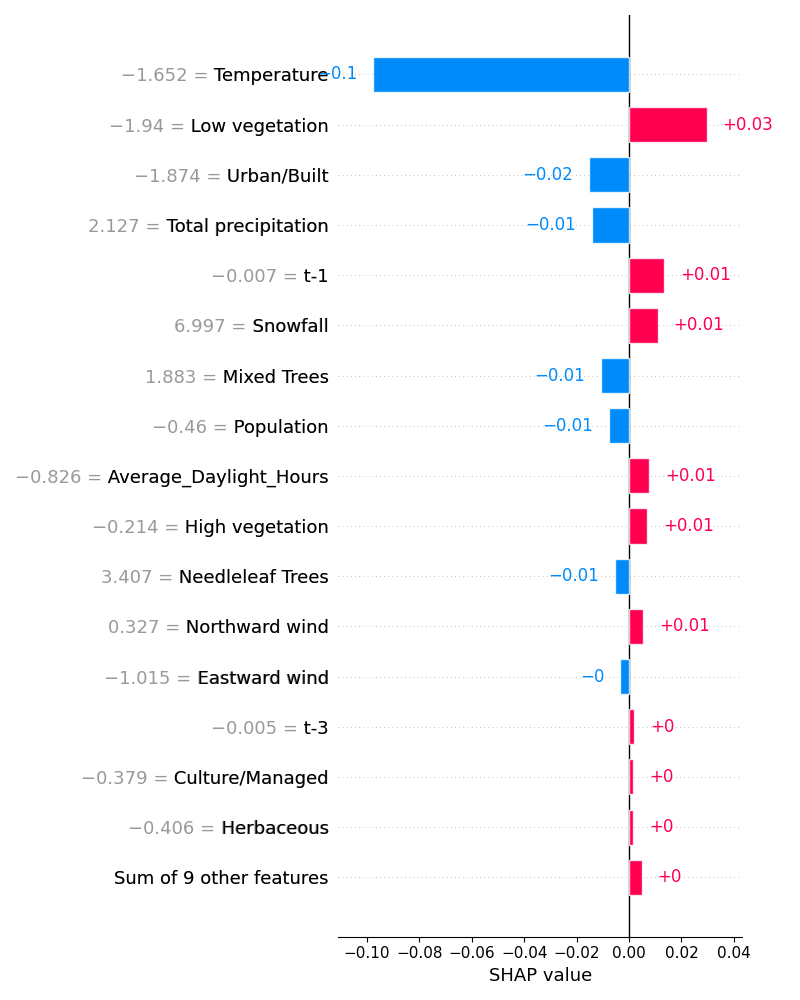 −1.652 = Temperature −0.1
−1.94 = Low vegetation +0.03
−1.874 = Urban/Built −0.02
2.127 = Total precipitation −0.01
−0.007 = t-1 +0.01
6.997 = Snowfall +0.01
1.883 = Mixed Trees −0.01
−0.46 = Population −0.01
−0.826 = Average_Daylight_Hours +0.01
−0.214 = High vegetation +0.01
3.407 = Needleleaf Trees −0.01
0.327 = Northward wind +0.01
−1.015 = Eastward wind −0
−0.005 = t-3 +0
−0.379 = Culture/Managed +0
−0.406 = Herbaceous +0
Sum of 9 other features +0
−0.10 −0.08 −0.06 −0.04 −0.02 0.00 0.02 0.04
SHAP value